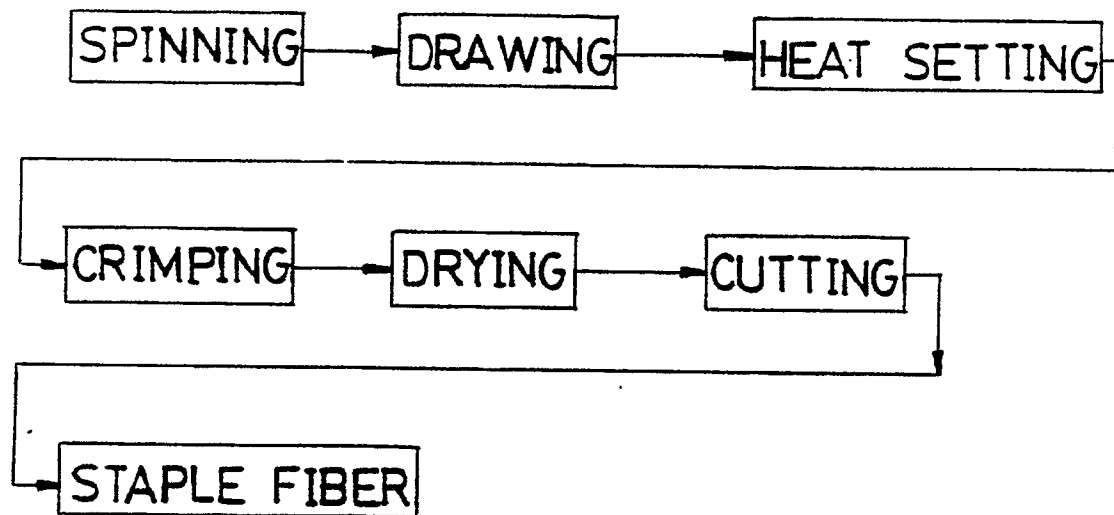 SPINNING DRAWING HEAT SETTING
CRIMPING DRYING CUTTING
STAPLE FIBER